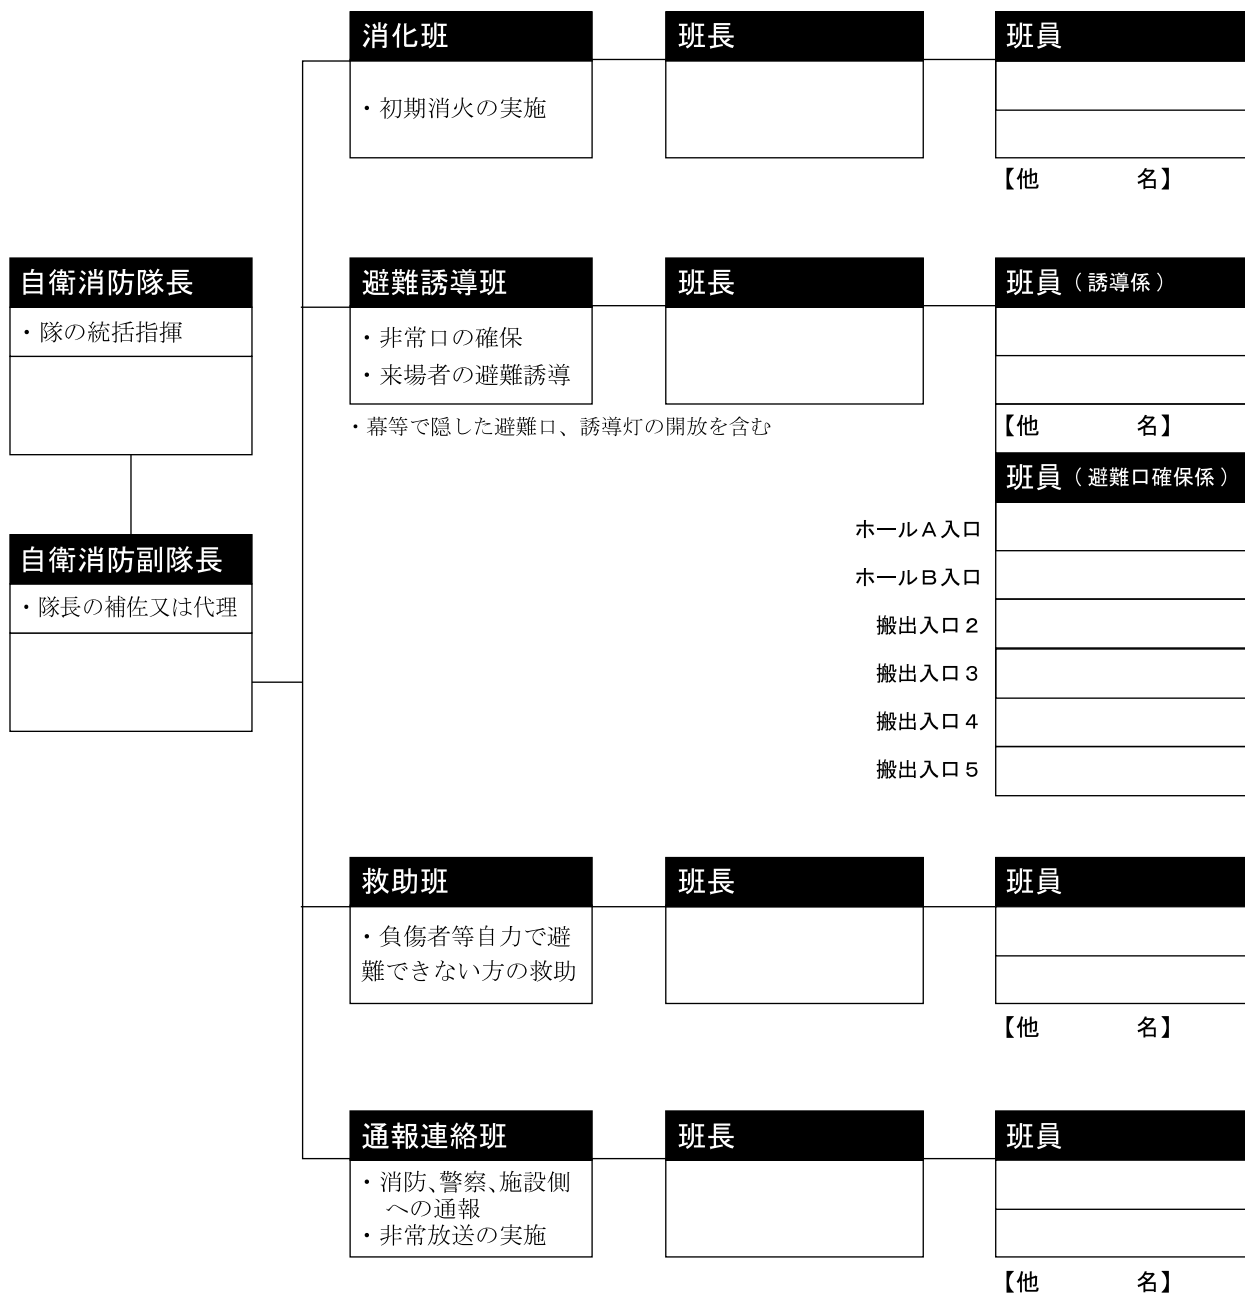 消化班
班長
班員
・初期消火の実施
【他　　　　名】
自衛消防隊長
・隊の統括指揮
避難誘導班
班長
班員（誘導係）
・非常口の確保
・来場者の避難誘導
・幕等で隠した避難口、誘導灯の開放を含む
【他　　　　名】
班員（避難口確保係）
ホールA入口
ホールB入口
搬出入口2
搬出入口3
搬出入口4
搬出入口5
自衛消防副隊長
・隊長の補佐又は代理
救助班
班長
班員
・負傷者等自力で避
難できない方の救助
【他　　　　名】
通報連絡班
班長
班員
・消防、警察、施設側
への通報
・非常放送の実施
【他　　　　名】